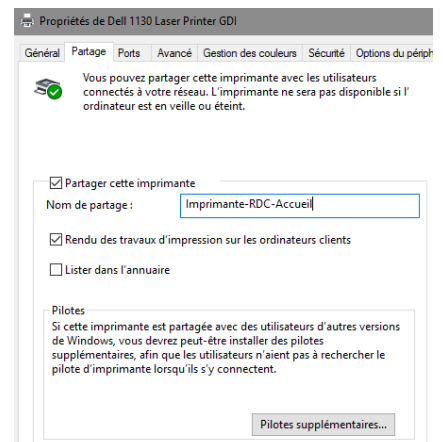 Propriétés de Dell 1130 Laser Printer GDI
Général Partage Ports Avancé Gestion des couleurs Sécurité Options du périph
Vous pouvez partager cette imprimante avec les utilisateurs
connectés à votre réseau. L'imprimante ne sera pas disponible si l'
ordinateur est en veille ou éteint.
Partager cette imprimante
Nom de partage : Imprimante-RDC-Accueil
Rendu des travaux d'impression sur les ordinateurs clients
Lister dans l'annuaire
Pilotes
Si cette imprimante est partagée avec des utilisateurs d'autres versions
de Windows, vous devrez peut-être installer des pilotes
supplémentaires, afin que les utilisateurs n'aient pas à rechercher le
pilote d'imprimante lorsqu'ils s'y connectent.
Pilotes supplémentaires...